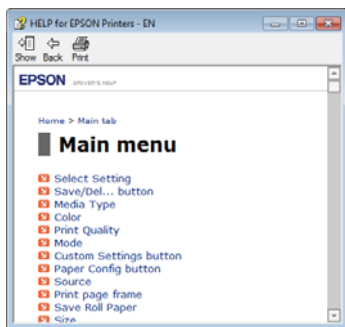 HELP for EPSON Printers - EN
Show Back Print
EPSON DRIVER'S HELP
Home > Main tab
Main menu
Select Setting
Save/Del... button
Media Type
Color
Print Quality
Mode
Custom Settings button
Paper Config button
Source
Print page frame
Save Roll Paper
Size